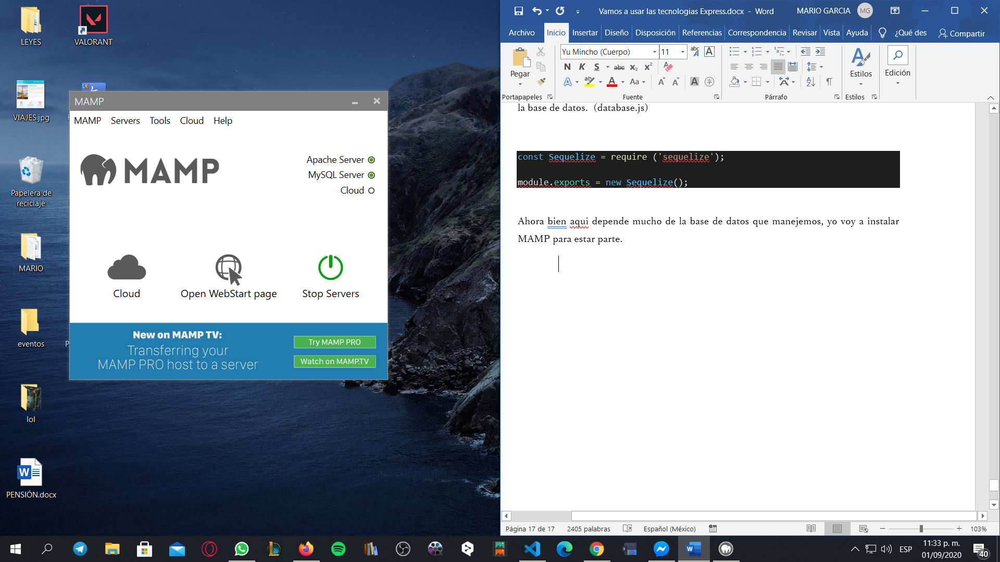 LEYES
VALORANT
VIAJES.jpg
Papelera de
reciclaje
MARIO
eventos
lol
PENSIÓN.docx
MAMP
MAMP Servers Tools Cloud Help
MAMP
Apache Server
MySQL Server
Cloud
Cloud
Open WebStart page
Stop Servers
New on MAMP TV:
Transferring your
MAMP PRO host to a server
Try MAMP PRO
Watch on MAMP.TV
Vamos a usar las tecnologias Express.docx - Word
MARIO GARCIA MG
Archivo Inicio Insertar Diseño Disposición Referencias Correspondencia Revisar Vista Ayuda ¿Qué des Compartir
Pegar
Yu Mincho (Cuerpo) 11
N K S abc x₂ x²
A A Aa A A A
Estilos
Edición
Portapapeles Fuente Párrafo Estilos
la base de datos. (database.js)
const Sequelize = require ('sequelize');
module.exports = new Sequelize();
Ahora bien aqui depende mucho de la base de datos que manejemos, yo voy a instalar
MAMP para estar parte.
Página 17 de 17 2405 palabras Español (México) 103%
ESP
11:33 p. m.
01/09/2020
40